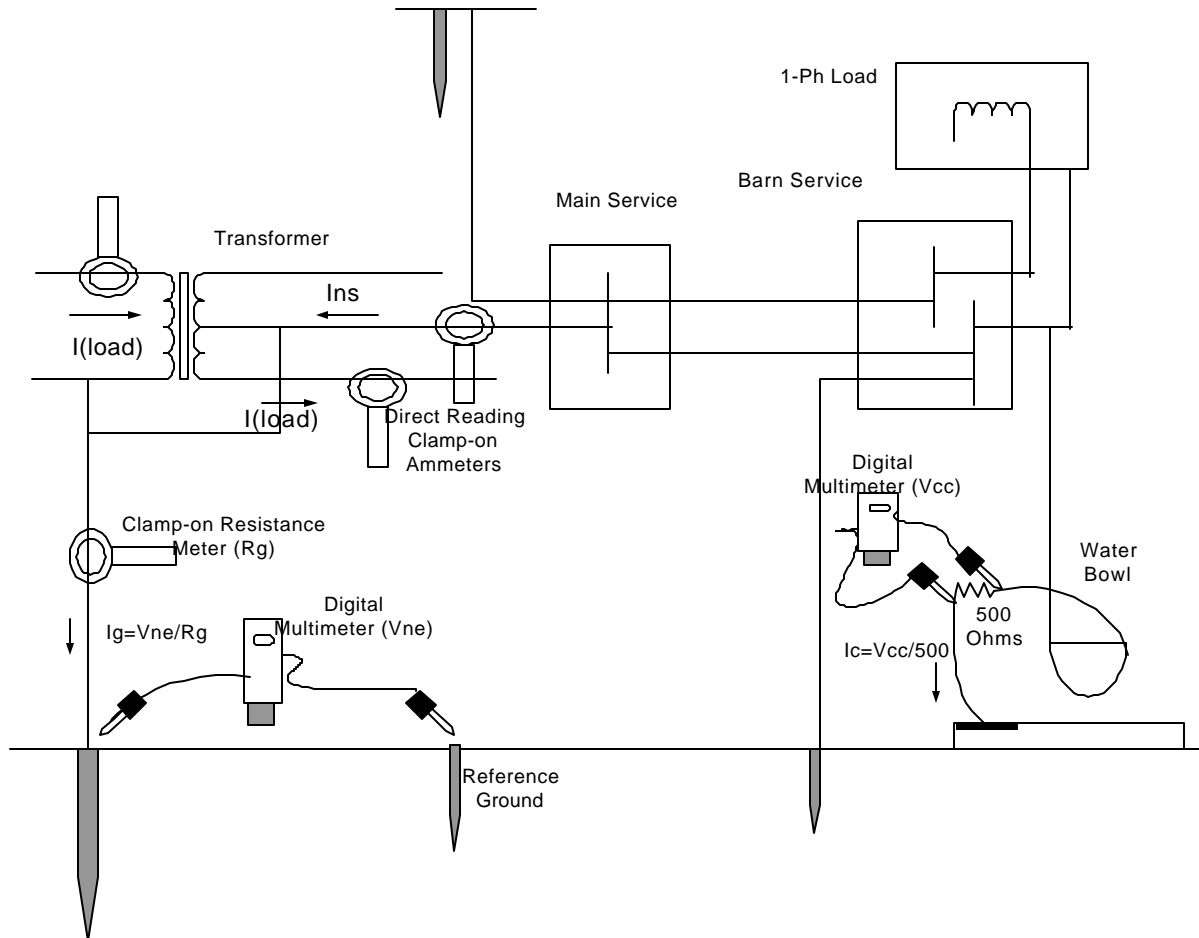 1-Ph Load
Barn Service
Main Service
Transformer
Ins
I(load)
I(load)
Direct Reading
Clamp-on
Ammeters
Digital
Multimeter (Vcc)
Clamp-on Resistance
Meter (Rg)
Water
Bowl
Digital
Multimeter (Vne)
Ig=Vne/Rg
500
Ohms
Ic=Vcc/500
Reference
Ground